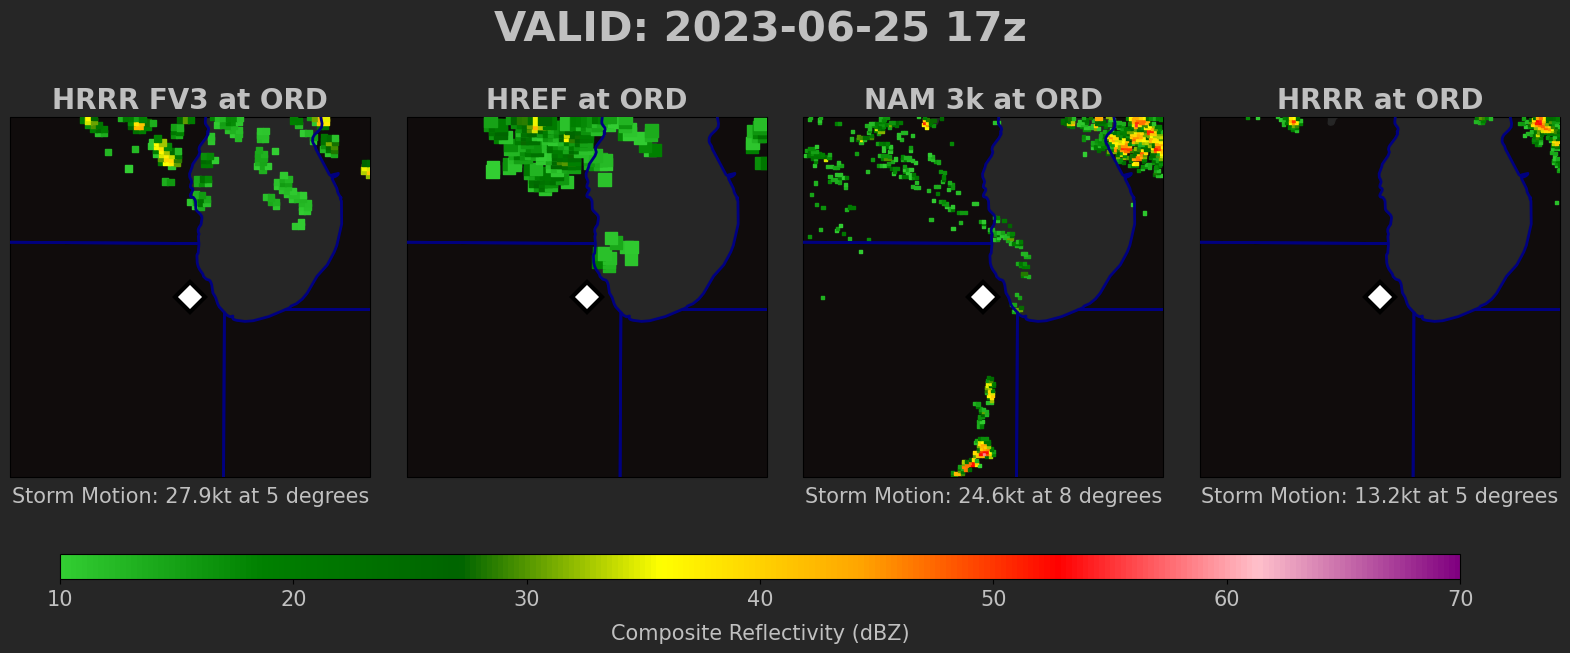 VALID: 2023-06-25 17z
HRRR FV3 at ORD
HREF at ORD
NAM 3k at ORD
HRRR at ORD
Storm Motion: 27.9kt at 5 degrees
Storm Motion: 24.6kt at 8 degrees
Storm Motion: 13.2kt at 5 degrees
10 20 30 40 50 60 70
Composite Reflectivity (dBZ)